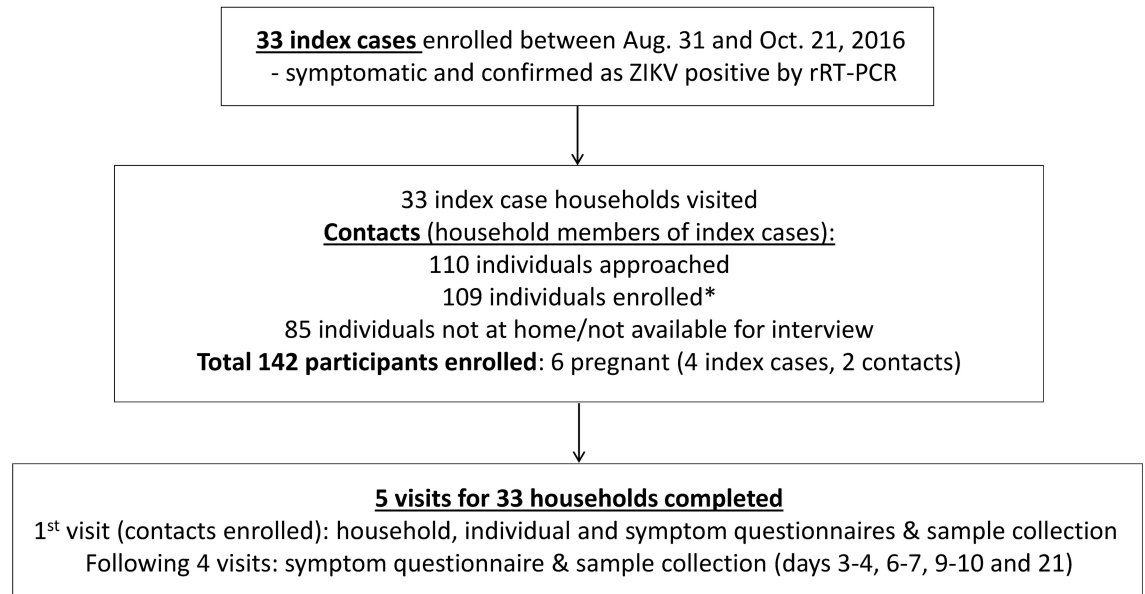 33 index cases enrolled between Aug. 31 and Oct. 21, 2016
- symptomatic and confirmed as ZIKV positive by rRT-PCR
33 index case households visited
Contacts (household members of index cases):
110 individuals approached
109 individuals enrolled*
85 individuals not at home/not available for interview
Total 142 participants enrolled: 6 pregnant (4 index cases, 2 contacts)
5 visits for 33 households completed
1st visit (contacts enrolled): household, individual and symptom questionnaires & sample collection
Following 4 visits: symptom questionnaire & sample collection (days 3-4, 6-7, 9-10 and 21)